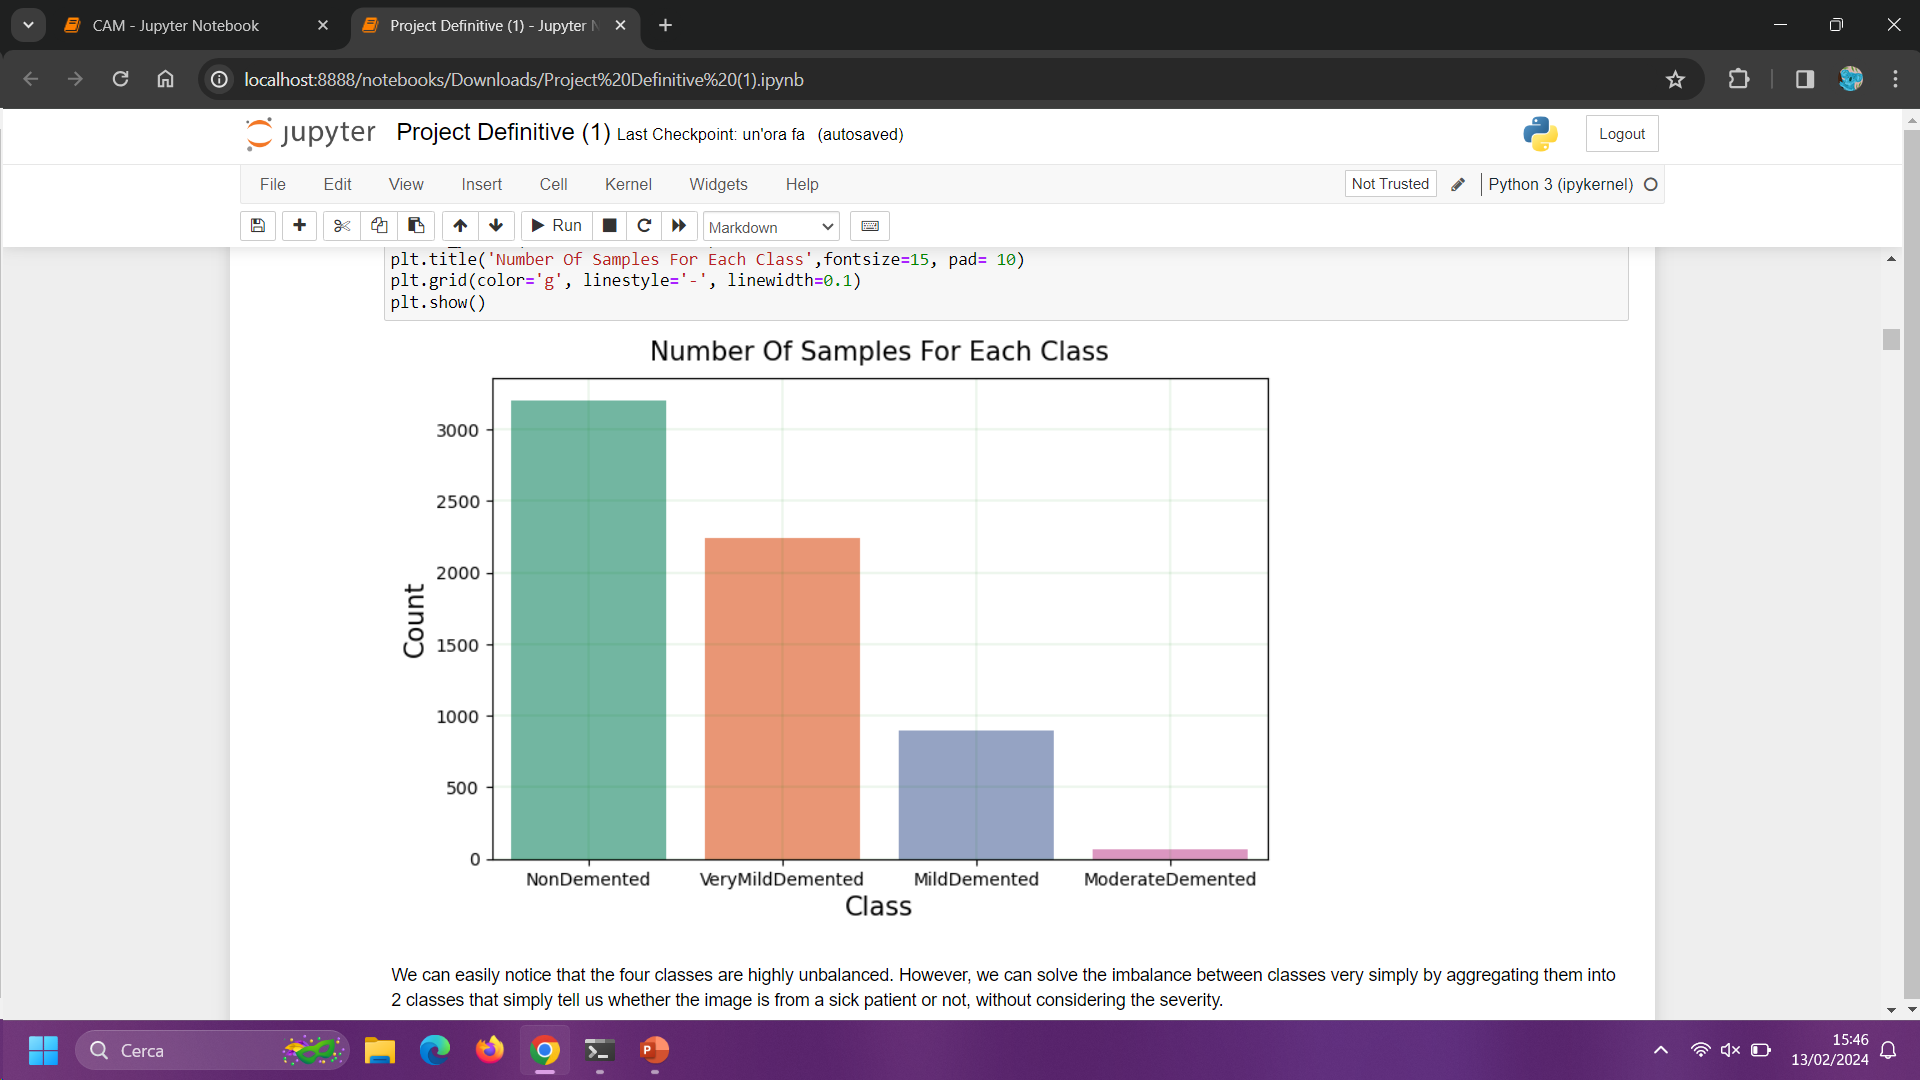 CAM - Jupyter Notebook
Project Definitive (1) - Jupyter N
localhost:8888/notebooks/Downloads/Project%20Definitive%20(1).ipynb
jupyter Project Definitive (1) Last Checkpoint: un'ora fa (autosaved)
Logout
File Edit View Insert Cell Kernel Widgets Help
Not Trusted
Python 3 (ipykernel)
Run
Markdown
plt.title('Number Of Samples For Each Class',fontsize=15, pad= 10)
plt.grid(color='g', linestyle='-', linewidth=0.1)
plt.show()
Number Of Samples For Each Class
3000
2500
2000
1500
1000
500
0
Count
NonDemented VeryMildDemented MildDemented ModerateDemented
Class
We can easily notice that the four classes are highly unbalanced. However, we can solve the imbalance between classes very simply by aggregating them into
2 classes that simply tell us whether the image is from a sick patient or not, without considering the severity.
Cerca
15:46
13/02/2024